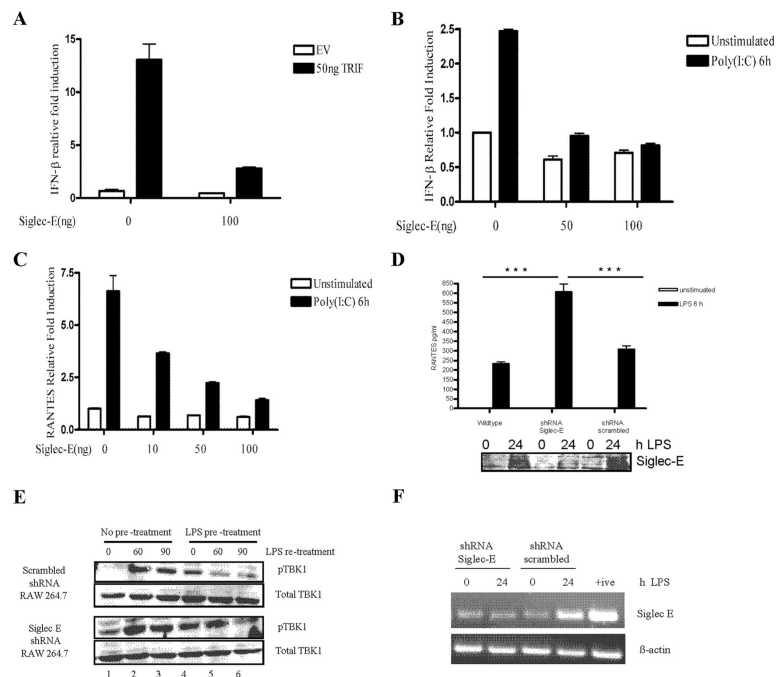 A
EV
50ng TRIF
IFN-β realtive fold induction
15
10
5
0
Siglec-E(ng)
0
100
B
Unstimulated
Poly(I:C) 6h
IFN-β Relative Fold Induction
2.5
2.0
1.5
1.0
0.5
0.0
Siglec-E(ng)
0
50
100
C
Unstimulated
Poly(I:C) 6h
RANTES Relative Fold Induction
7.5
5.0
2.5
0.0
Siglec-E(ng)
0
10
50
100
D
* * *
* * *
unstimuated
LPS 6 h
RANTES pg/ml
650
600
550
500
450
400
350
300
250
200
150
100
50
0
Wildtype
shRNA
Siglec-E
shRNA
scrambled
0 24 0 24 0 24 h LPS
Siglec-E
E
No pre -treatment
LPS pre -treatment
0 60 90 0 60 90 LPS re-treatment
Scrambled
shRNA
RAW 264.7
pTBK1
Total TBK1
Siglec E
shRNA
RAW 264.7
pTBK1
Total TBK1
1 2 3 4 5 6
F
shRNA
Siglec-E
shRNA
scrambled
0 24 0 24 +ive h LPS
Siglec E
ß-actin